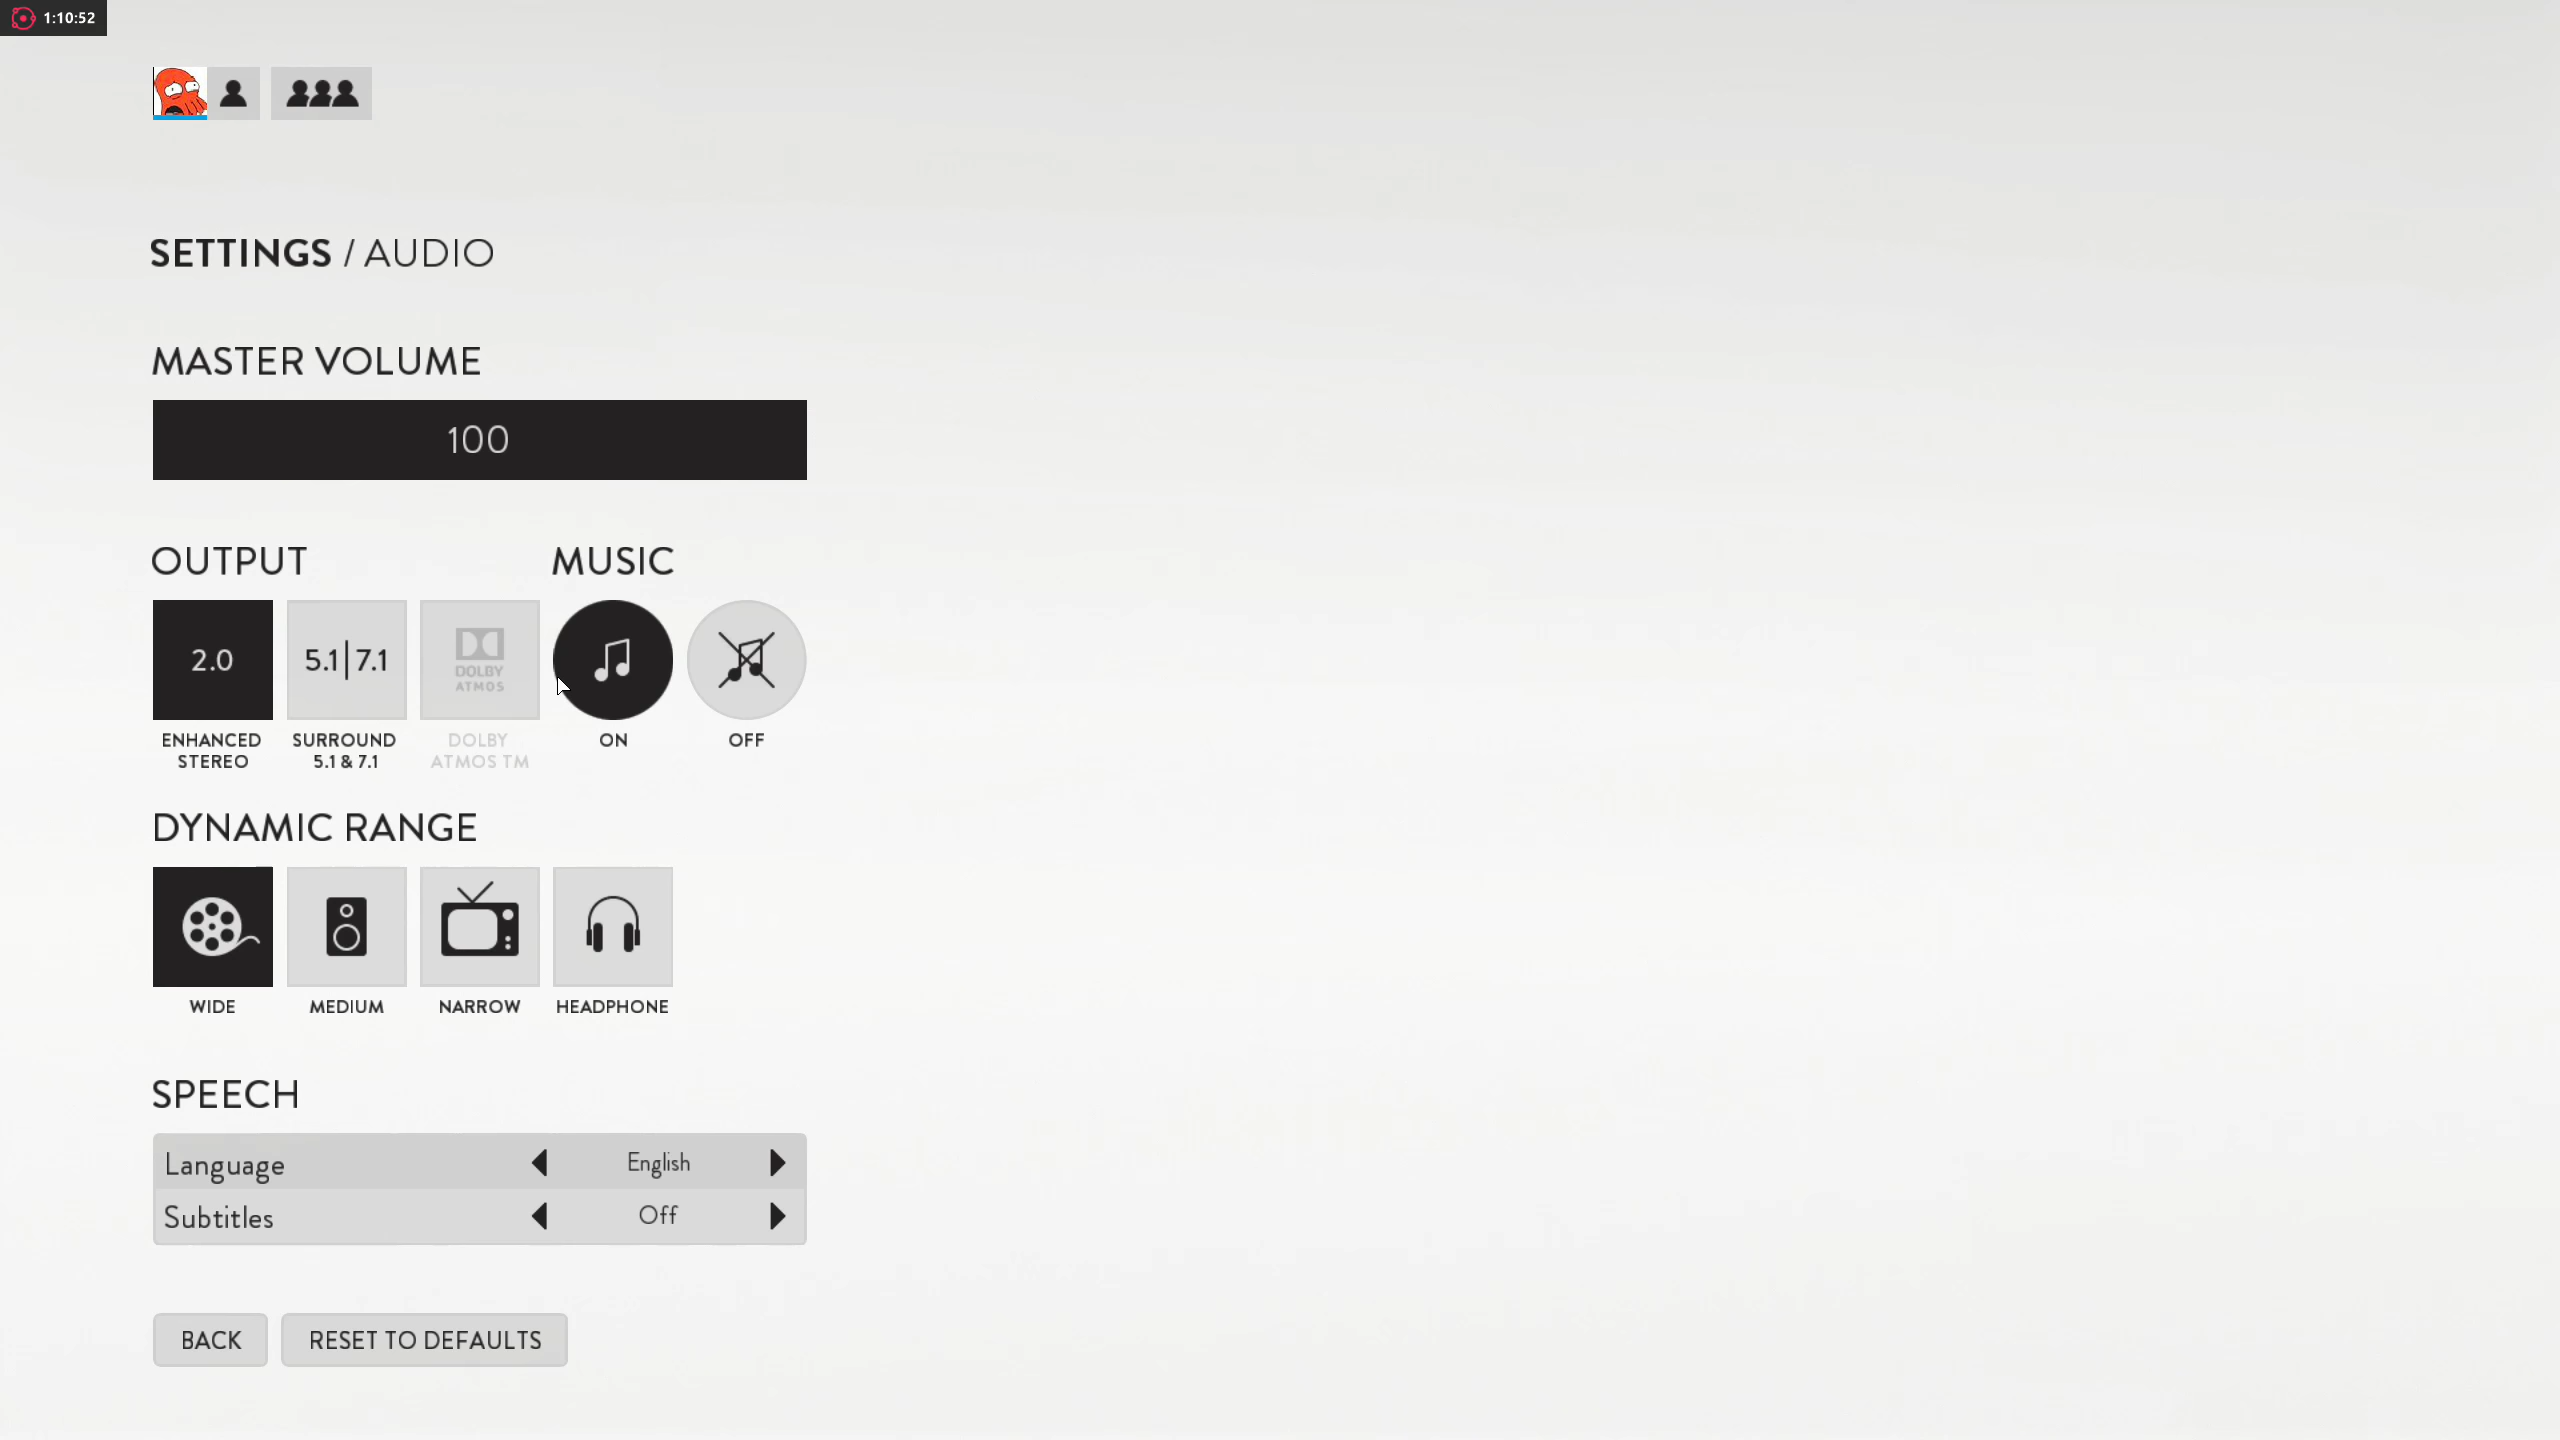 1:10:52
SETTINGS / AUDIO
MASTER VOLUME
100
OUTPUT
MUSIC
2.0
5.1|7.1
DOLBY
ATMOS
ENHANCED
STEREO
SURROUND
5.1 & 7.1
DOLBY
ATMOS TM
ON
OFF
DYNAMIC RANGE
WIDE
MEDIUM
NARROW
HEADPHONE
SPEECH
Language English
Subtitles Off
BACK
RESET TO DEFAULTS